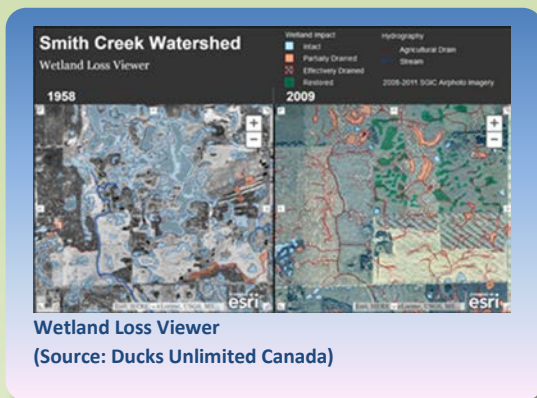 Smith Creek Watershed
Wetland Loss Viewer
Wetland Impact
Intact
Partially Drained
Effectively Drained
Restored
Hydrography
Agricultural Drain
Stream
2008-2011 SGIC Airphoto Imagery
1958
2009
+
−
+
−
esri
esri
Wetland Loss Viewer
(Source: Ducks Unlimited Canada)